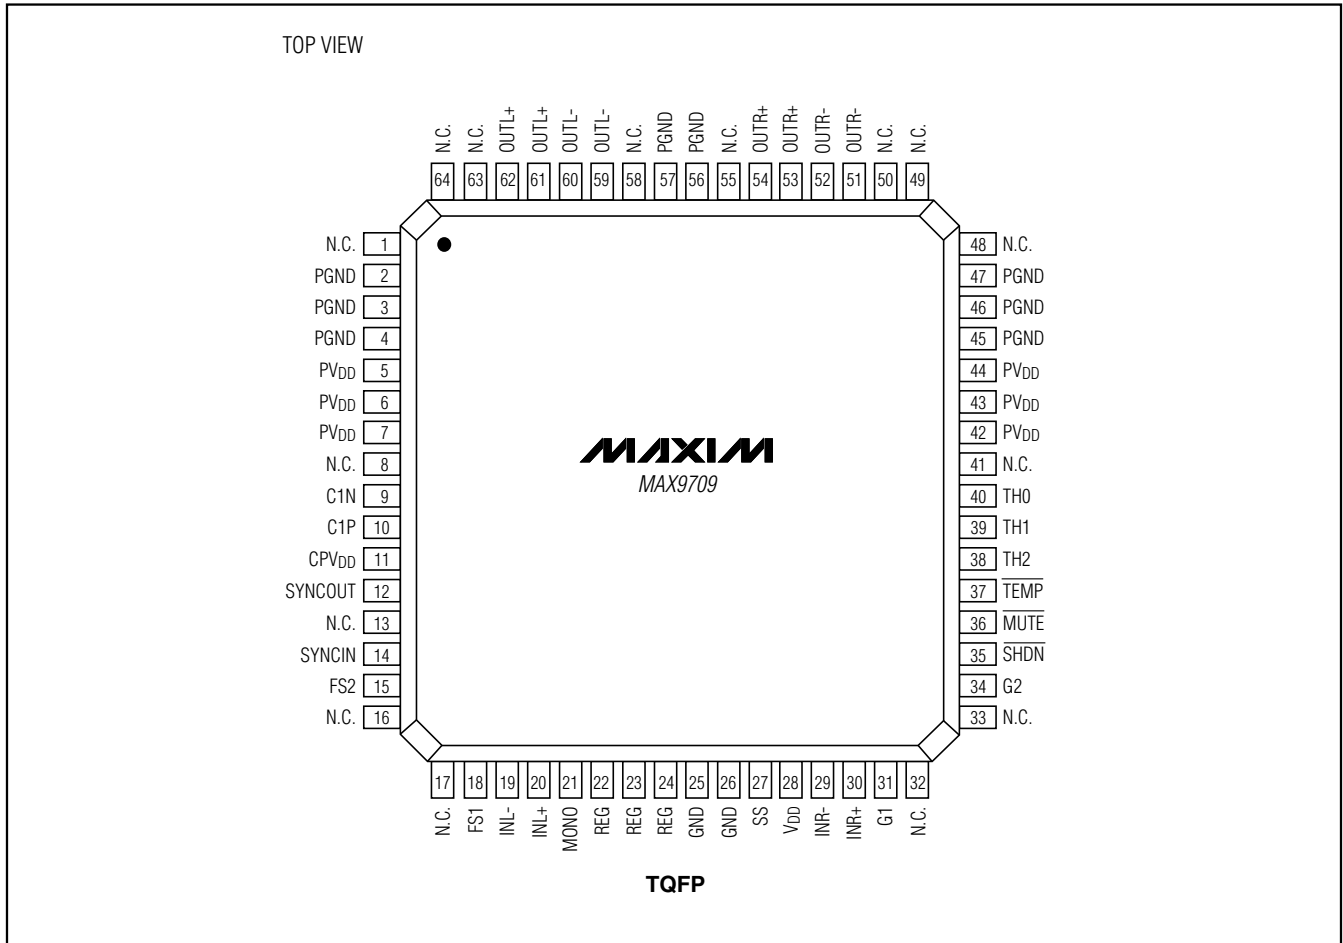 TOP VIEW
N.C. N.C. OUTL+ OUTL+ OUTL- OUTL- N.C. PGND PGND N.C. OUTR+ OUTR+ OUTR- OUTR- N.C. N.C.
64 63 62 61 60 59 58 57 56 55 54 53 52 51 50 49
N.C. 1
PGND 2
PGND 3
PGND 4
PVDD 5
PVDD 6
PVDD 7
N.C. 8
C1N 9
C1P 10
CPVDD 11
SYNCOUT 12
N.C. 13
SYNCIN 14
FS2 15
N.C. 16
MAXIM
MAX9709
48 N.C.
47 PGND
46 PGND
45 PGND
44 PVDD
43 PVDD
42 PVDD
41 N.C.
40 TH0
39 TH1
38 TH2
37 TEMP
36 MUTE
35 SHDN
34 G2
33 N.C.
17 18 19 20 21 22 23 24 25 26 27 28 29 30 31 32
N.C. FS1 INL- INL+ MONO REG REG REG GND GND SS VDD INR- INR+ G1 N.C.
TQFP